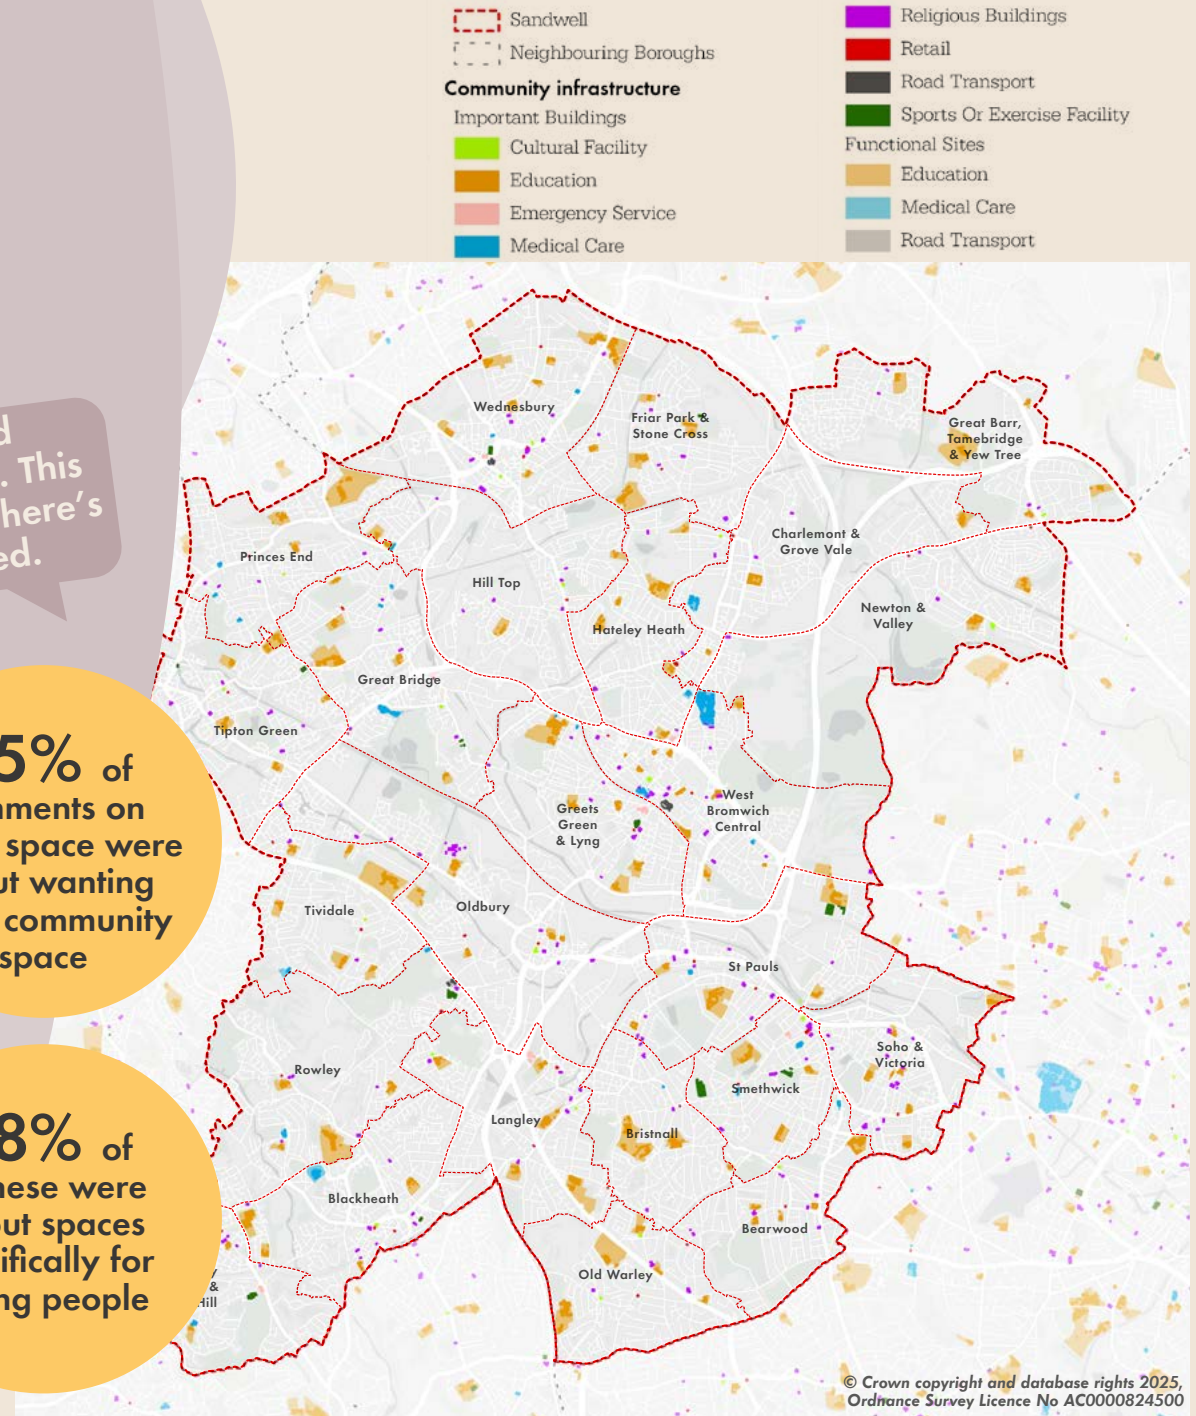 Sandwell
Neighbouring Boroughs
Community infrastructure
Important Buildings
Cultural Facility
Education
Emergency Service
Medical Care
Religious Buildings
Retail
Road Transport
Sports Or Exercise Facility
Functional Sites
Education
Medical Care
Road Transport
d
. This
here's
ed.
5% of
ments on
space were
ut wanting
community
space
8% of
hese were
out spaces
ifically for
ng people
Wednesbury
Friar Park &
Stone Cross
Great Barr,
Tamebridge
& Yew Tree
Princes End
Hill Top
Charlemont &
Grove Vale
Hateley Heath
Newton &
Valley
Great Bridge
Tipton Green
Greets
Green
& Lyng
West
Bromwich
Central
Tividale
Oldbury
St Pauls
Rowley
Soho &
Victoria
Smethwick
Langley
Bristnall
Blackheath
Bearwood
Old Warley
y
&
Hill
© Crown copyright and database rights 2025,
Ordnance Survey Licence No AC0000824500